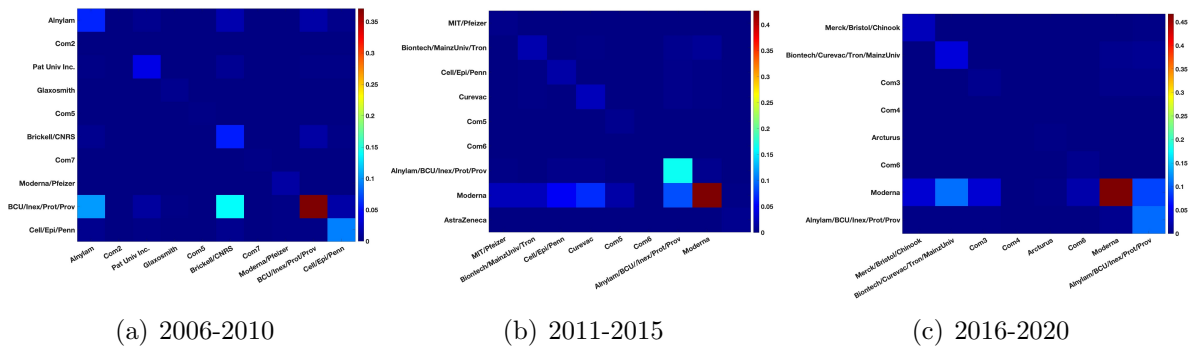 Alnylam
Com2
Pat Univ Inc.
Glaxosmith
Com5
Brickell/CNRS
Com7
Moderna/Pfeizer
BCU/Inex/Prot/Prov
Cell/Epi/Penn
Alnylam
Com2
Pat Univ Inc.
Glaxosmith
Com5
Brickell/CNRS
Com7
Moderna/Pfeizer
BCU/Inex/Prot/Prov
Cell/Epi/Penn
0.35
0.3
0.25
0.2
0.15
0.1
0.05
0
(a) 2006-2010
MIT/Pfeizer
Biontech/MainzUniv/Tron
Cell/Epi/Penn
Curevac
Com5
Com6
Alnylam/BCU/Inex/Prot/Prov
Moderna
AstraZeneca
MIT/Pfeizer
Biontech/MainzUniv/Tron
Cell/Epi/Penn
Curevac
Com5
Com6
Alnylam/BCU//Inex/Prot/Prov
Moderna
0.4
0.35
0.3
0.25
0.2
0.15
0.1
0.05
0
(b) 2011-2015
Merck/Bristol/Chinook
Biontech/Curevac/Tron/MainzUniv
Com3
Com4
Arcturus
Com6
Moderna
Alnylam/BCU/Inex/Prot/Prov
Merck/Bristol/Chinook
Biontech/Curevac/Tron/MainzUniv
Com3
Com4
Arcturus
Com6
Moderna
Alnylam/BCU/Inex/Prot/Prov
0.45
0.4
0.35
0.3
0.25
0.2
0.15
0.1
0.05
0
(c) 2016-2020